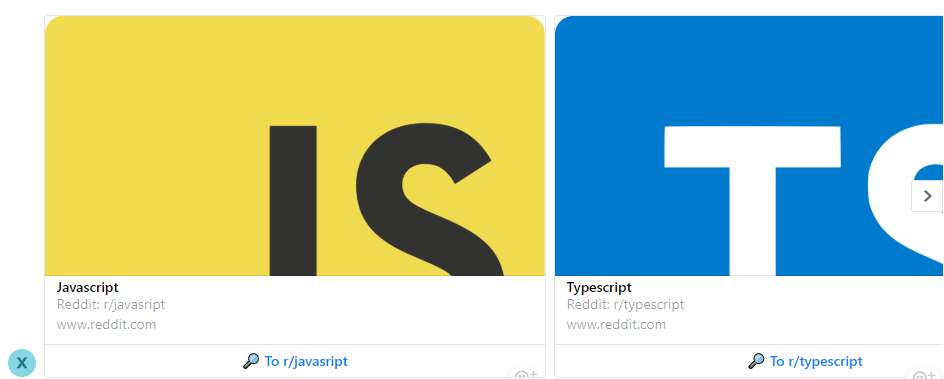 JS
Javascript
Reddit: r/javasript
www.reddit.com
To r/javasript
TS
Typescript
Reddit: r/typescript
www.reddit.com
To r/typescript
X